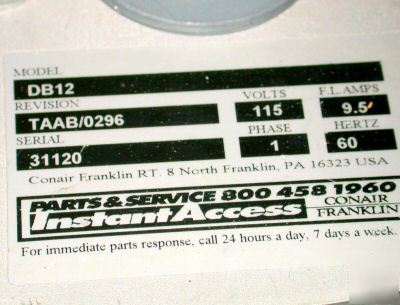 MODEL
DB12
REVISION VOLTS F.L. AMPS
TAAB/0296 115 9.5
SERIAL PHASE HERTZ
31120 1 60
Conair Franklin RT. 8 North Franklin, PA 16323 USA
PARTS & SERVICE 800 458 1960
InstantAccess CONAIR FRANKLIN
For immediate parts response, call 24 hours a day, 7 days a week.